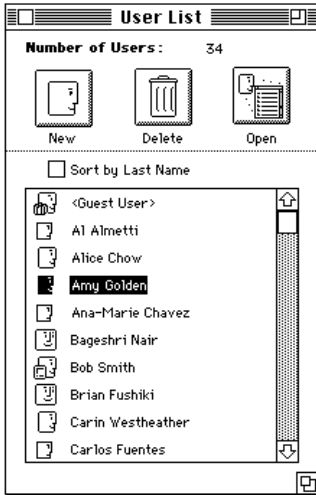 User List
Number of Users: 34
New Delete Open
Sort by Last Name
<Guest User>
Al Almetti
Alice Chow
Amy Golden
Ana-Marie Chavez
Bageshri Nair
Bob Smith
Brian Fushiki
Carin Westheather
Carlos Fuentes